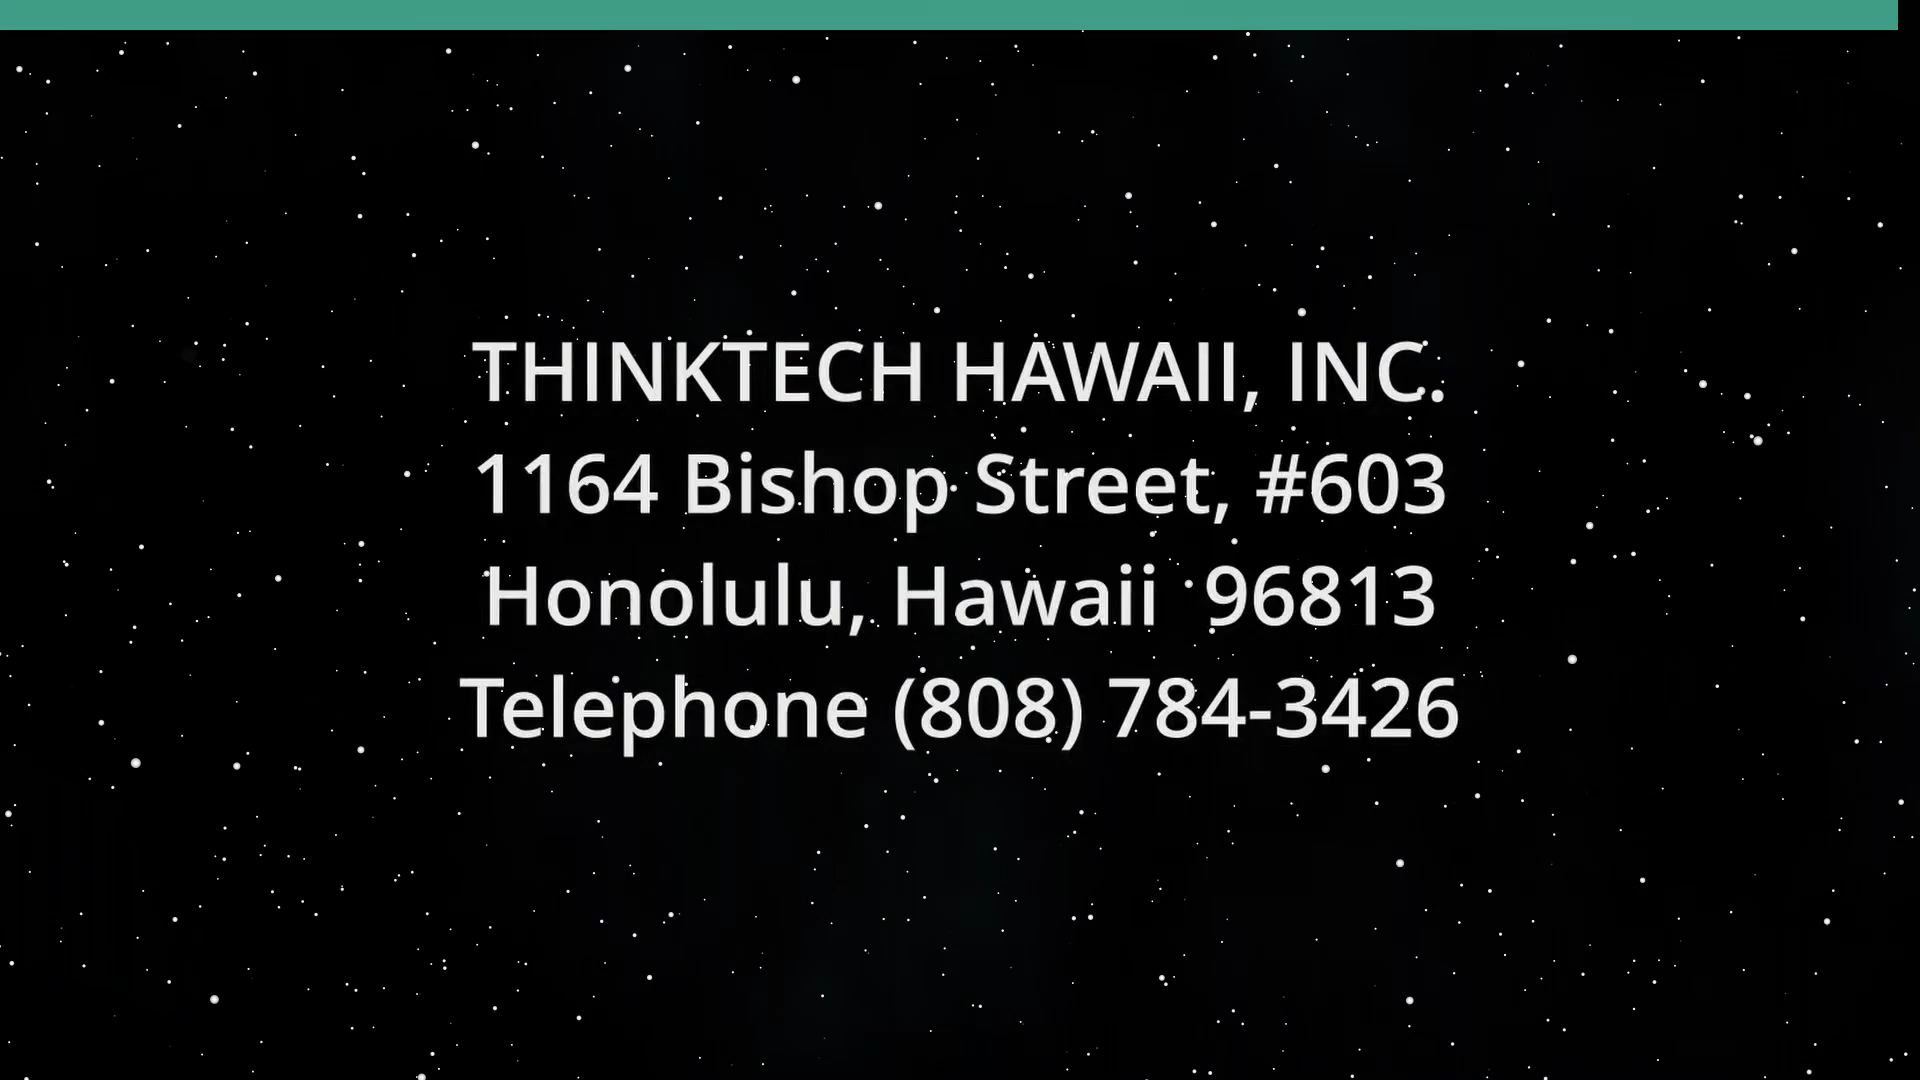 THINKTECH HAWAII, INC.
1164 Bishop Street, #603
Honolulu, Hawaii  96813
Telephone (808) 784-3426